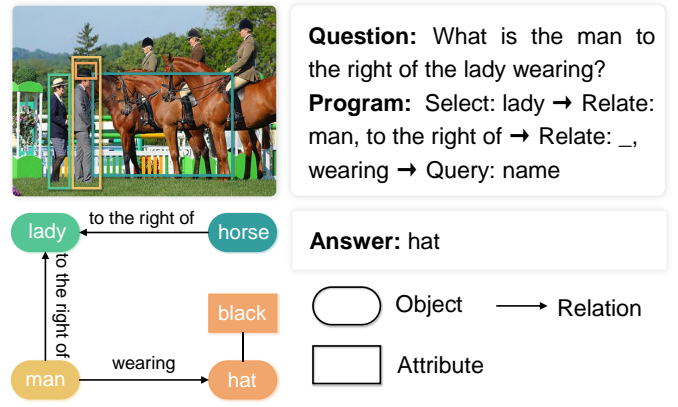 Question: What is the man to
the right of the lady wearing?
Program: Select: lady → Relate:
man, to the right of → Relate: _,
wearing → Query: name
Answer: hat
lady
to the right of
horse
to the right of
black
man
wearing
hat
Object
Relation
Attribute